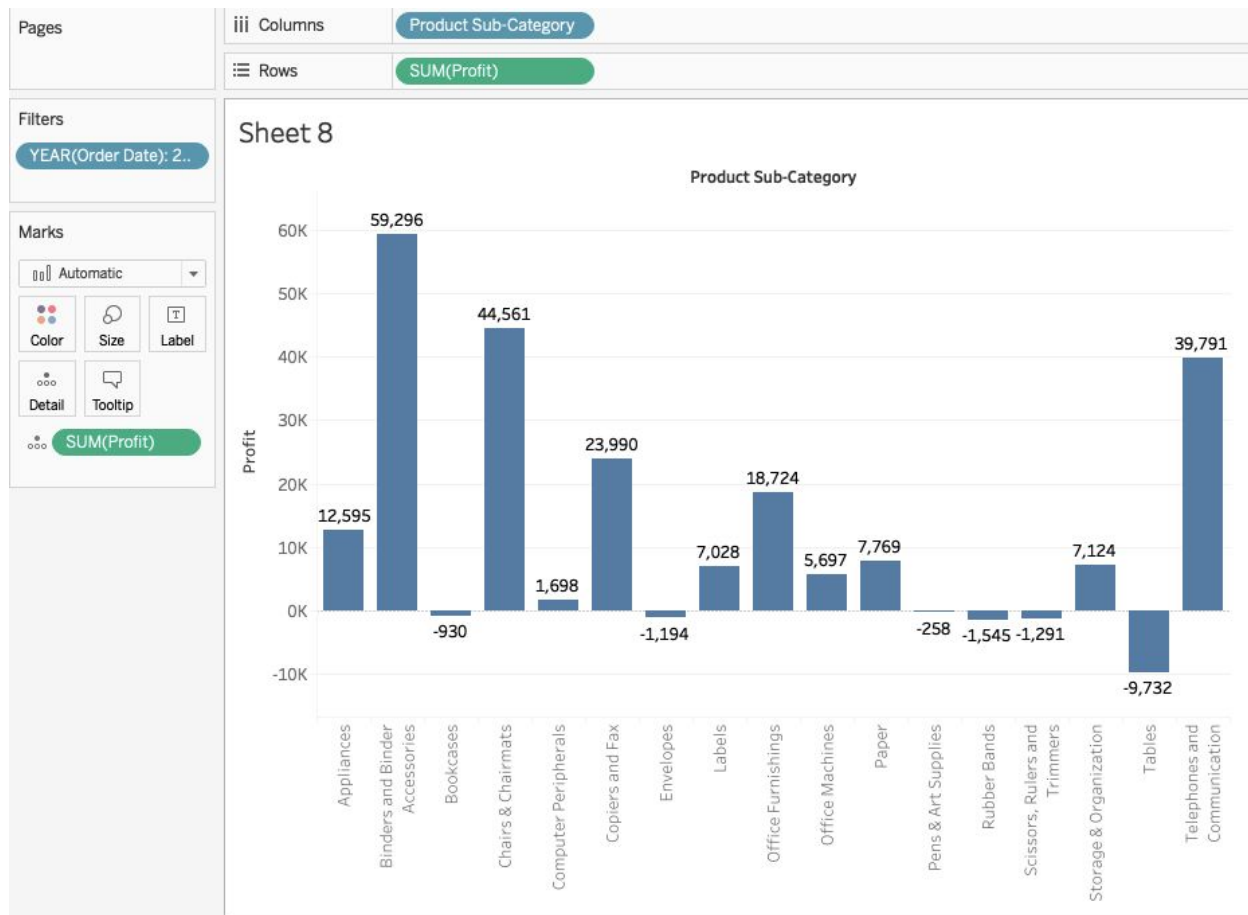 Pages
Columns
Product Sub-Category
Rows
SUM(Profit)
Filters
YEAR(Order Date): 2..
Marks
Automatic
Color
Size
Label
Detail
Tooltip
SUM(Profit)
Sheet 8
Product Sub-Category
Profit
60K
50K
40K
30K
20K
10K
0K
-10K
12,595
59,296
-930
44,561
1,698
23,990
-1,194
7,028
18,724
5,697
7,769
-258
-1,545
-1,291
7,124
-9,732
39,791
Appliances
Binders and Binder
Accessories
Bookcases
Chairs & Chairmats
Computer Peripherals
Copiers and Fax
Envelopes
Labels
Office Furnishings
Office Machines
Paper
Pens & Art Supplies
Rubber Bands
Scissors, Rulers and
Trimmers
Storage & Organization
Tables
Telephones and
Communication